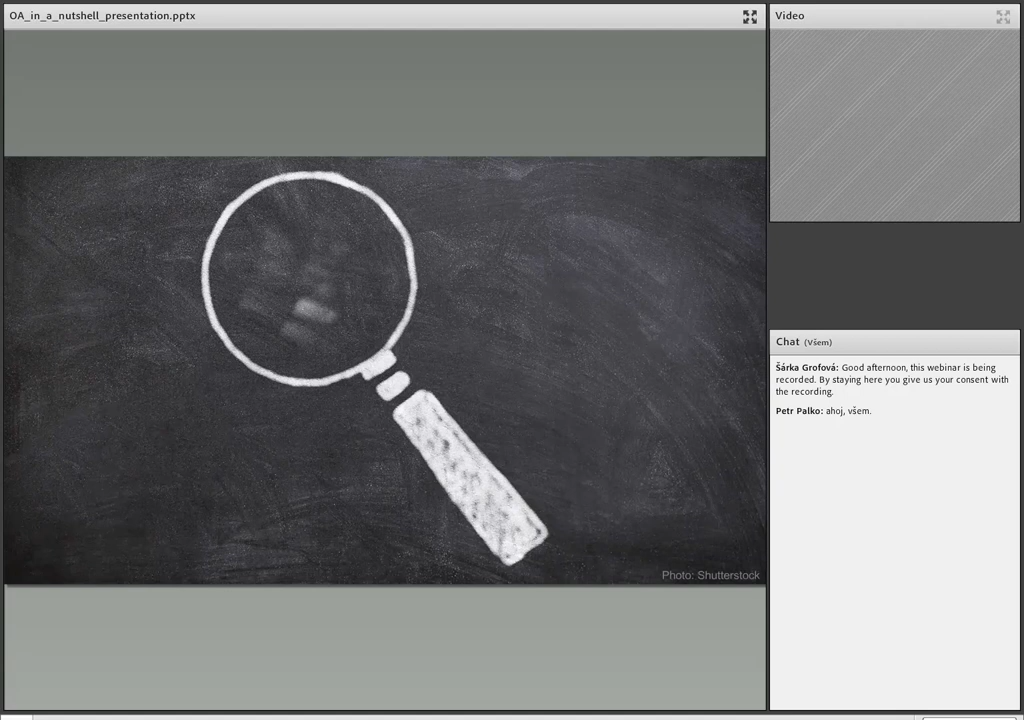 OA_in_a_nutshell_presentation.pptx
Video
Photo: Shutterstock
Chat (Všem)
Šárka Grofová: Good afternoon, this webinar is being
recorded. By staying here you give us your consent with
the recording.
Petr Palko: ahoj, všem.